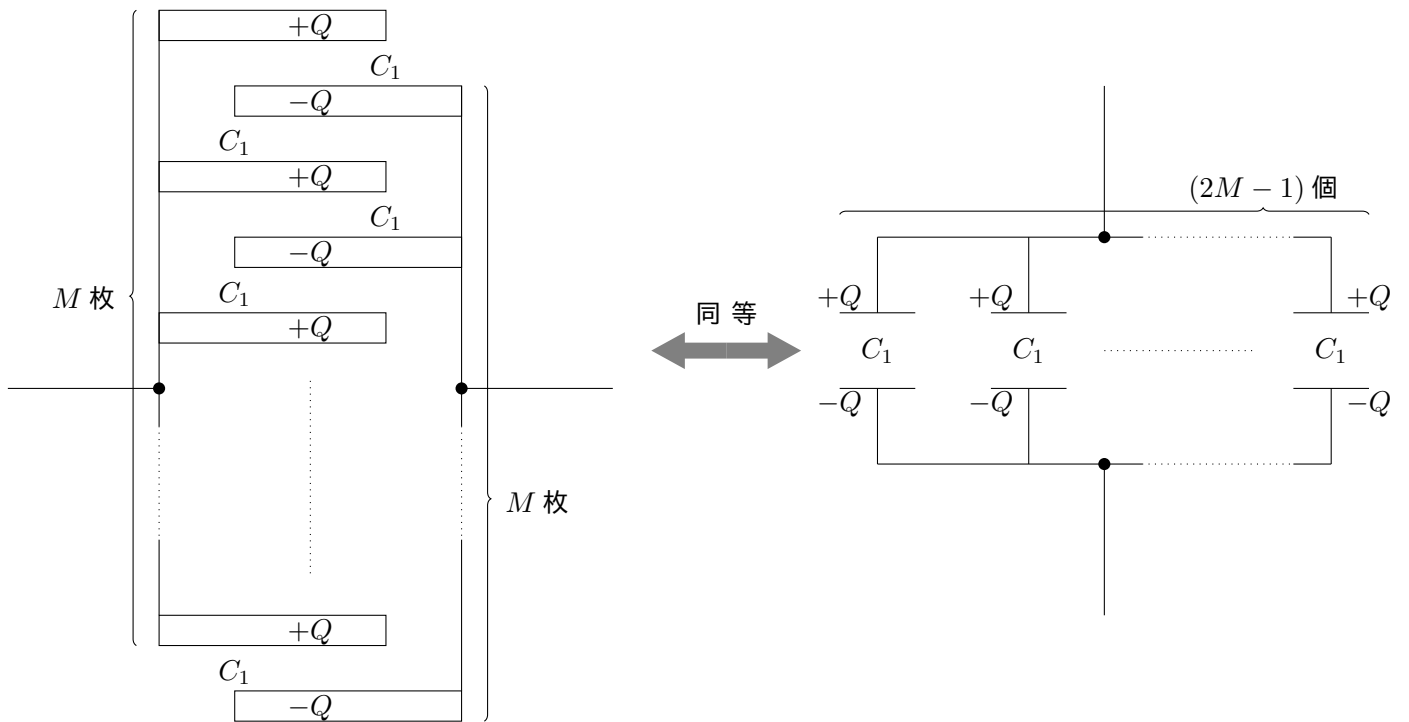 +Q
C₁
−Q
C₁
+Q
C₁
−Q
C₁
+Q
M 枚
M 枚
+Q
C₁
−Q
同 等
(2M − 1) 個
+Q +Q +Q
C₁ C₁ C₁
−Q −Q −Q